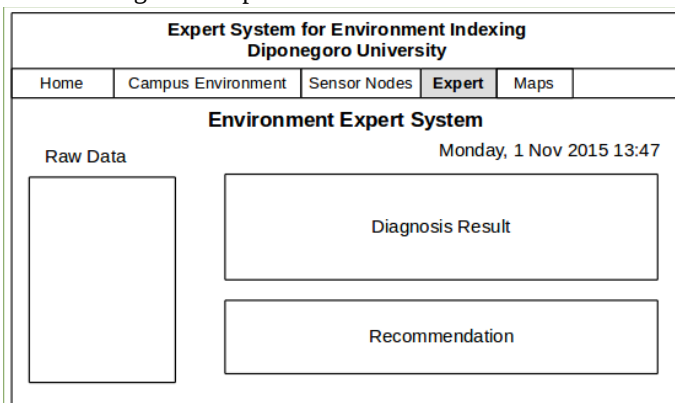 Expert System for Environment Indexing
Diponegoro University
Home Campus Environment Sensor Nodes Expert Maps
Environment Expert System
Raw Data
Monday, 1 Nov 2015 13:47
Diagnosis Result
Recommendation